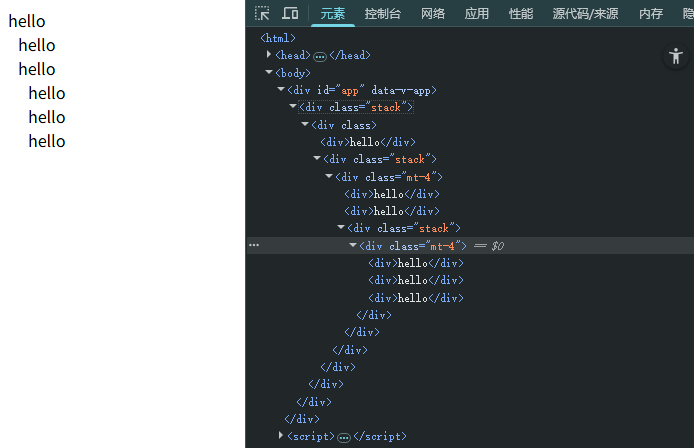 hello
hello
hello
hello
hello
hello
元素 控制台 网络 应用 性能 源代码/来源 内存
<html>
<head> ••• </head>
<body>
<div id="app" data-v-app>
<div class="stack">
<div class>
<div>hello</div>
<div class="stack">
<div class="mt-4">
<div>hello</div>
<div>hello</div>
<div class="stack">
••• <div class="mt-4"> == $0
<div>hello</div>
<div>hello</div>
<div>hello</div>
</div>
</div>
</div>
</div>
</div>
</div>
</div>
<script> ••• </script>